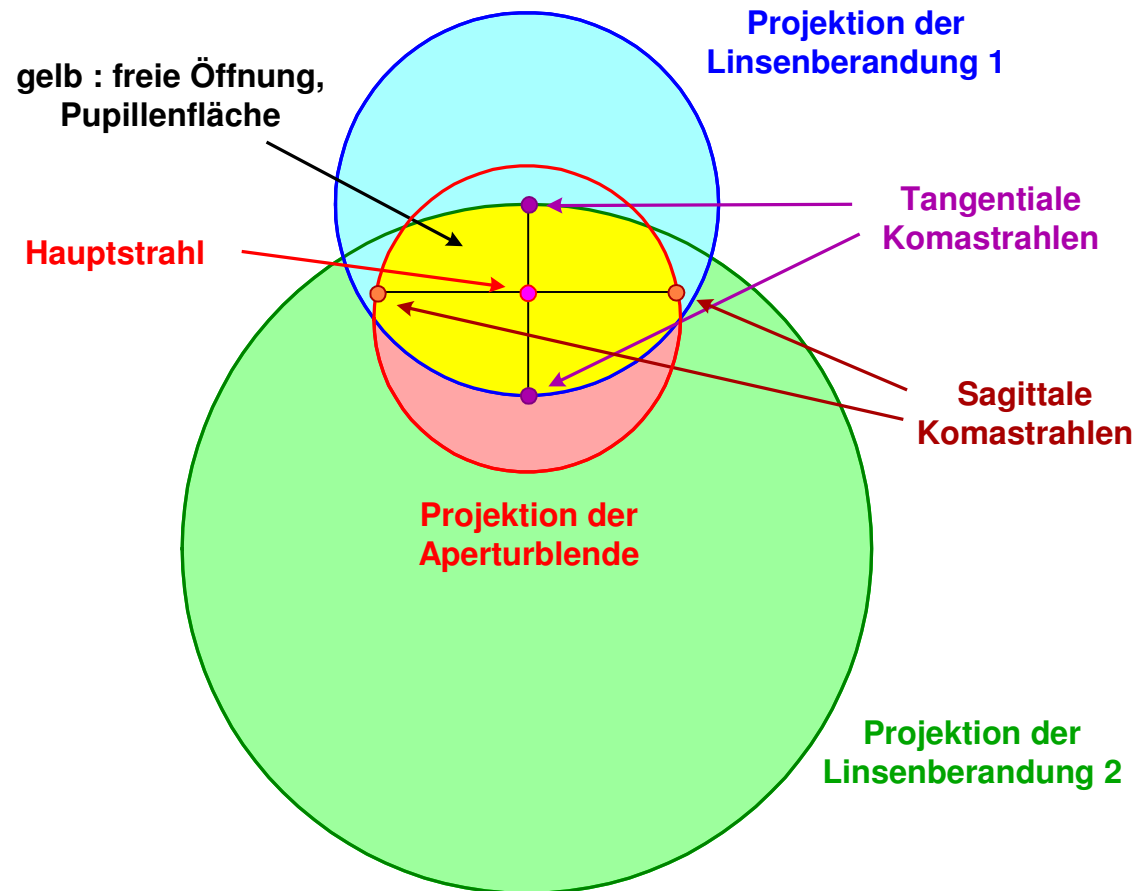 Projektion der
Linsenberandung 1
gelb : freie Öffnung,
Pupillenfläche
Tangentiale
Komastrahlen
Hauptstrahl
Sagittale
Komastrahlen
Projektion der
Aperturblende
Projektion der
Linsenberandung 2